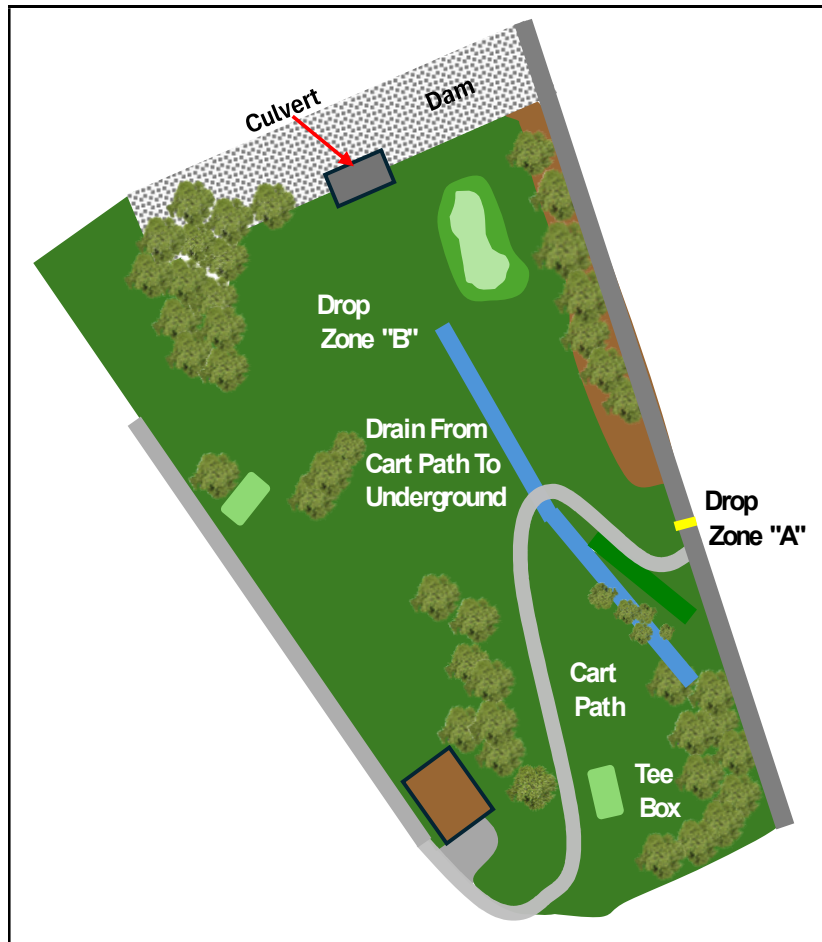 Culvert
Dam
Drop
Zone "B"
Drain From
Cart Path To
Underground
Drop
Zone "A"
Cart
Path
Tee
Box